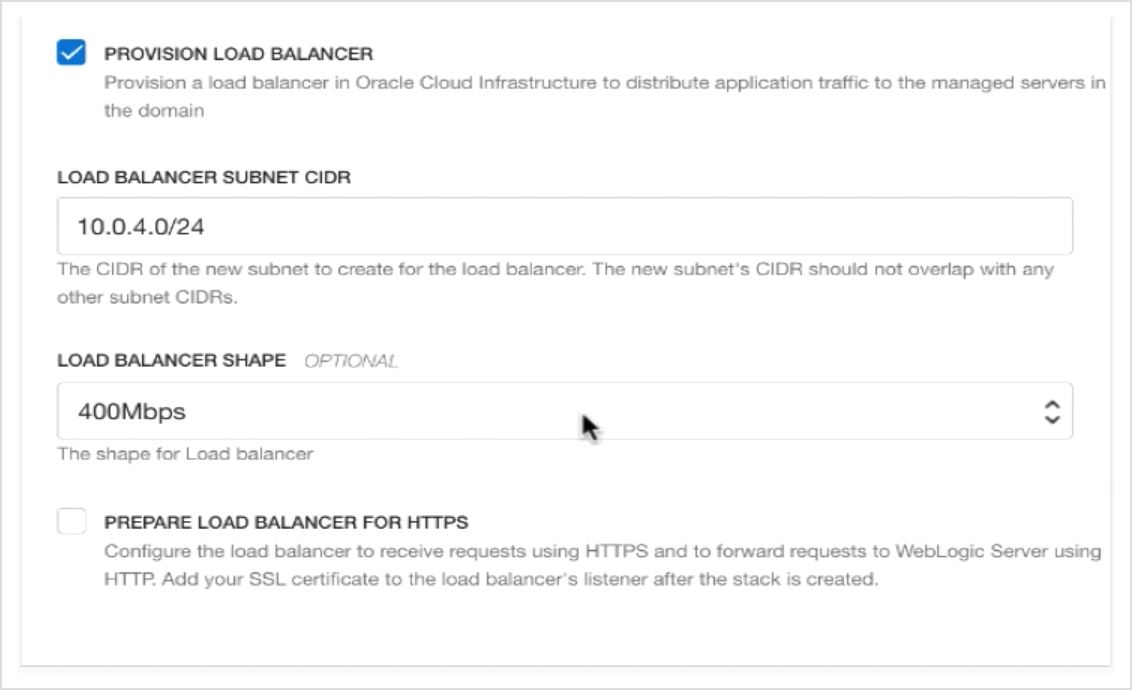 PROVISION LOAD BALANCER
Provision a load balancer in Oracle Cloud Infrastructure to distribute application traffic to the managed servers in
the domain
LOAD BALANCER SUBNET CIDR
10.0.4.0/24
The CIDR of the new subnet to create for the load balancer. The new subnet's CIDR should not overlap with any
other subnet CIDRs.
LOAD BALANCER SHAPE OPTIONAL
400Mbps
The shape for Load balancer
PREPARE LOAD BALANCER FOR HTTPS
Configure the load balancer to receive requests using HTTPS and to forward requests to WebLogic Server using
HTTP. Add your SSL certificate to the load balancer's listener after the stack is created.